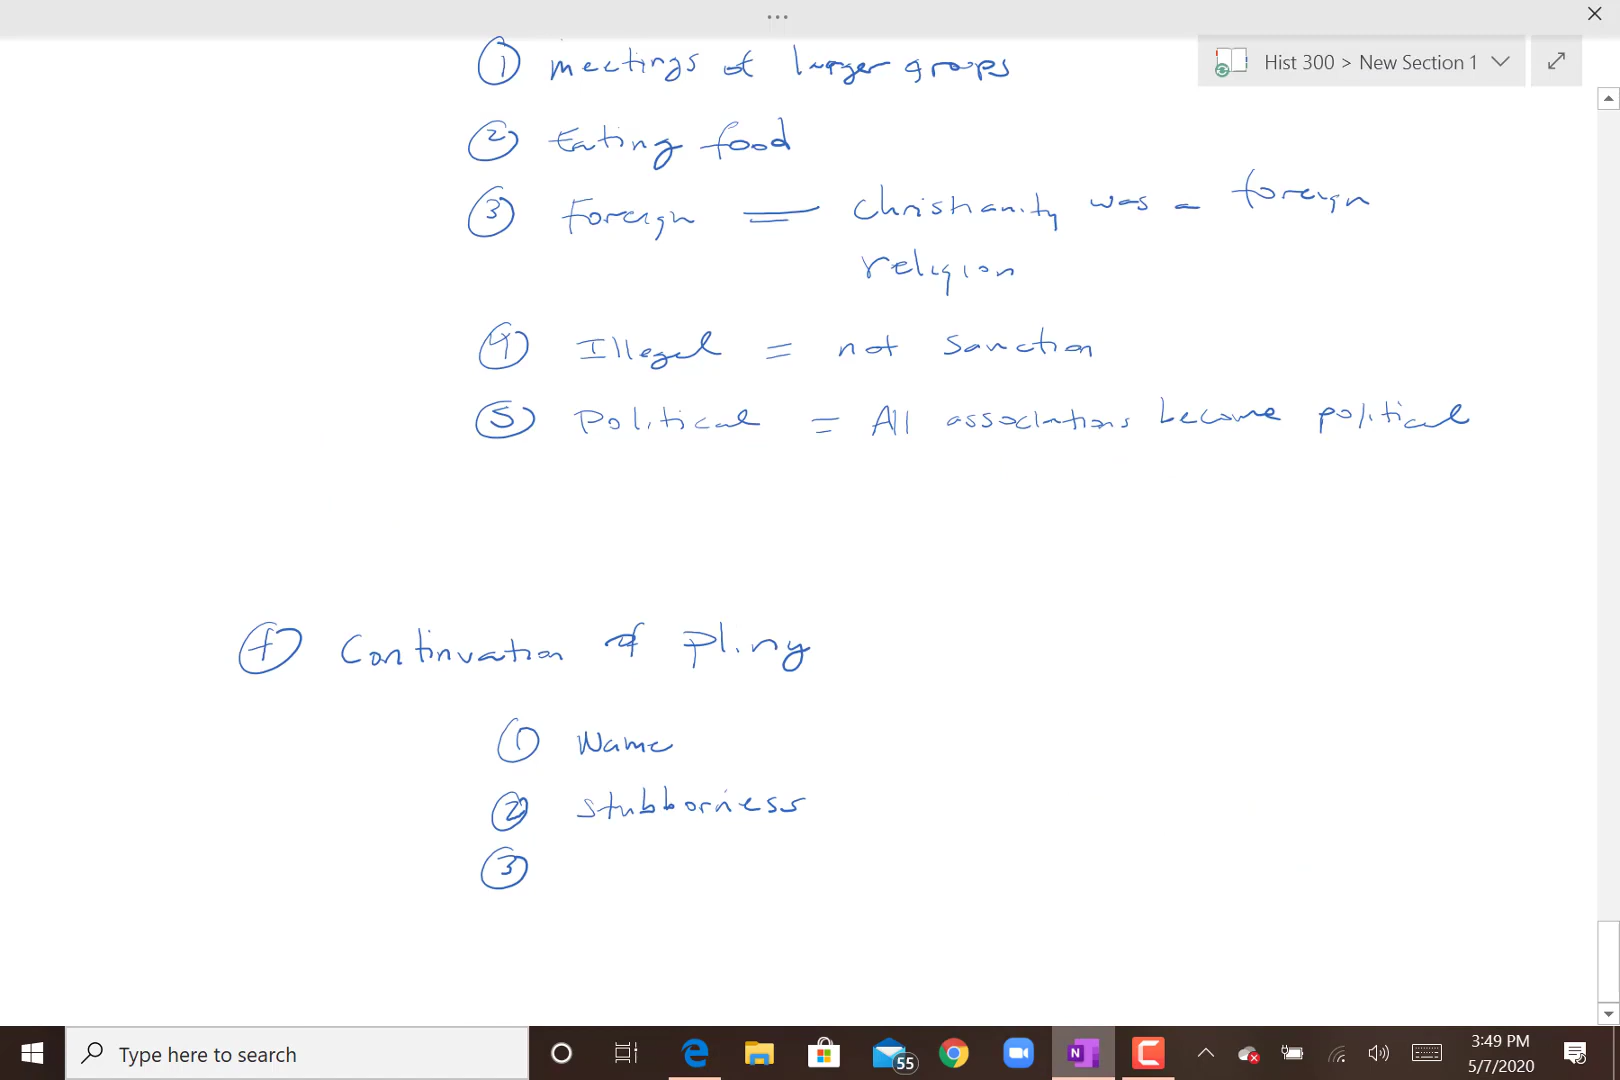 Hist 300 > New Section 1
① meetings of larger groups
② Eating food
③ Foreign = Christianity was a foreign
religion
④ Illegal = not sanction
⑤ Political = All associations become political
f Continuation of Pliny
① Name
② Stubborness
③
Type here to search
55
N
3:49 PM
5/7/2020